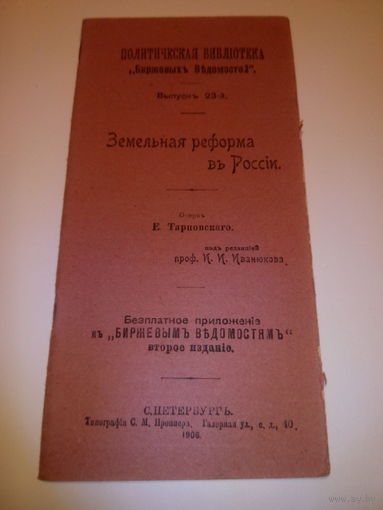 ПОЛИТИЧЕСКАЯ БИБЛІОТЕКА
„Биржевыхъ Вѣдомостей“.
Выпускъ 23-й.
Земельная реформа
въ Россіи.
Очеркъ
Е. Тарновскаго.
подъ редакціей
проф. И. И. Иванюкова
Безплатное приложеніе
къ „БИРЖЕВЫМЪ ВѢДОМОСТЯМЪ“
второе изданіе.
С.ПЕТЕРБУРГЪ.
Типографія С. М. Проппера, Галерная ул., с. д., 40
1906.